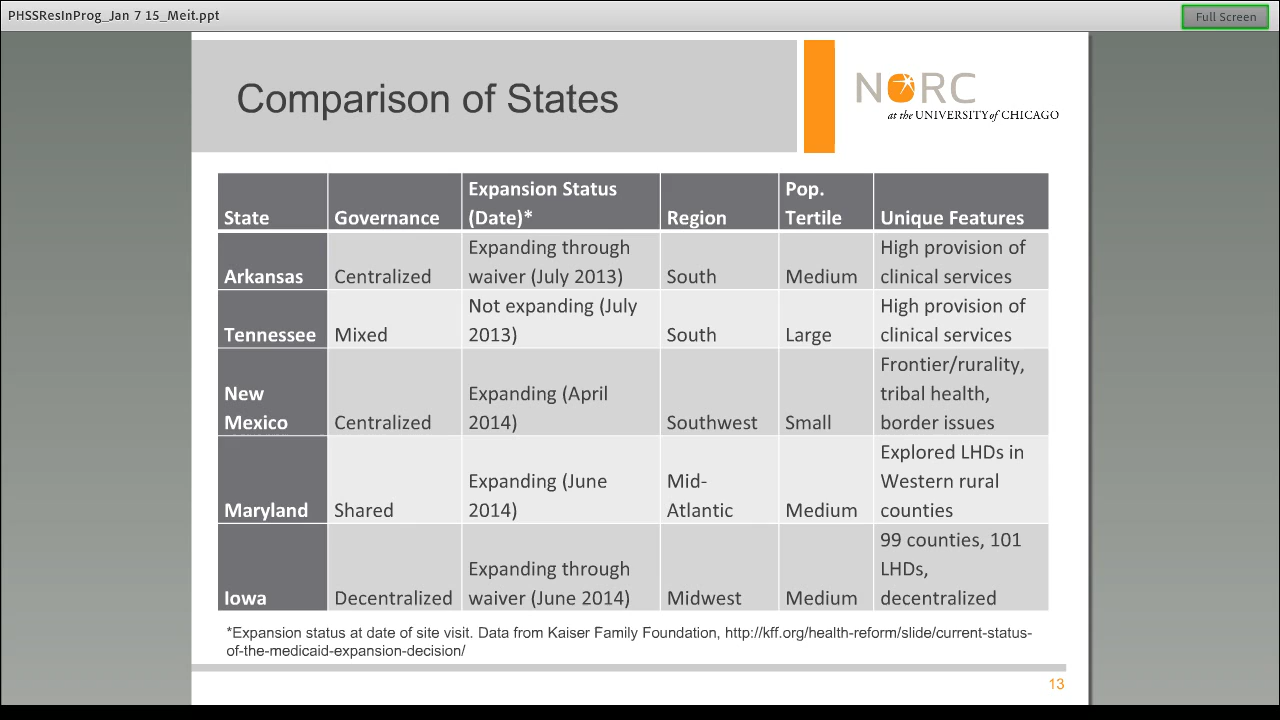 PHSSResInProg_Jan 7 15_Meit.ppt
Full Screen
Comparison of States
NORC
at the UNIVERSITY of CHICAGO
State
Governance
Expansion Status
(Date)*
Region
Pop.
Tertile
Unique Features
Arkansas
Centralized
Expanding through
waiver (July 2013)
South
Medium
High provision of
clinical services
Tennessee
Mixed
Not expanding (July
2013)
South
Large
High provision of
clinical services
New
Mexico
Centralized
Expanding (April
2014)
Southwest
Small
Frontier/rurality,
tribal health,
border issues
Maryland
Shared
Expanding (June
2014)
Mid-
Atlantic
Medium
Explored LHDs in
Western rural
counties
Iowa
Decentralized
Expanding through
waiver (June 2014)
Midwest
Medium
99 counties, 101
LHDs,
decentralized
*Expansion status at date of site visit. Data from Kaiser Family Foundation, http://kff.org/health-reform/slide/current-status-
of-the-medicaid-expansion-decision/
13